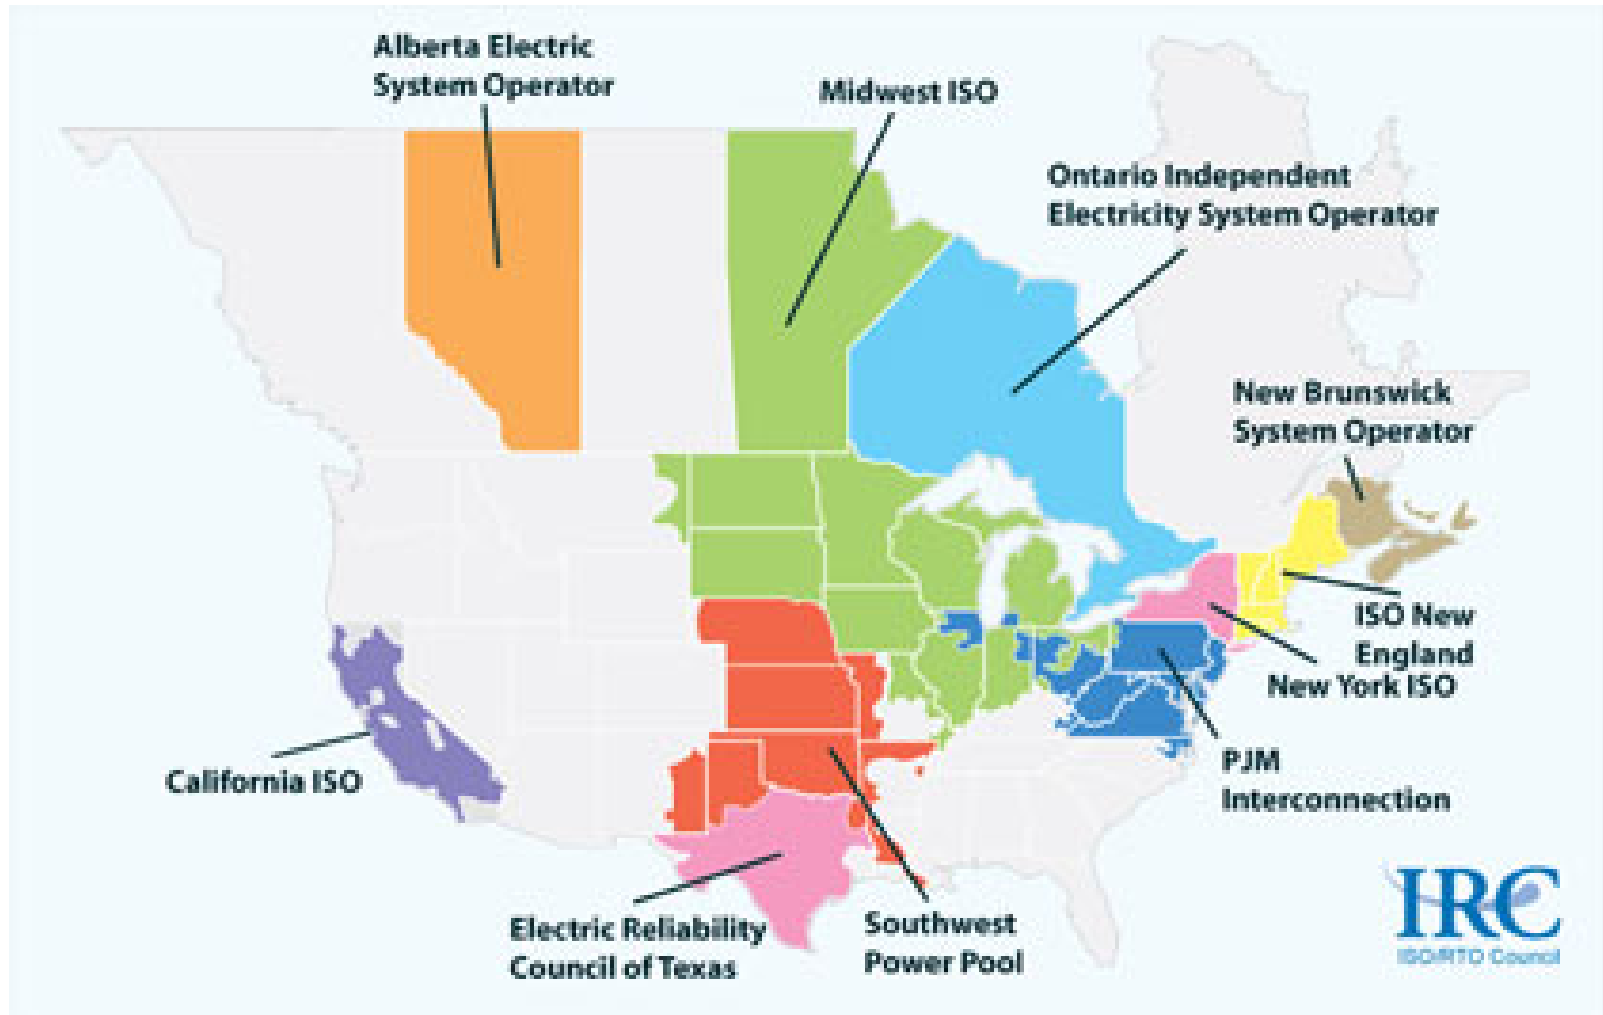 Alberta Electric
System Operator
Midwest ISO
Ontario Independent
Electricity System Operator
New Brunswick
System Operator
ISO New
England
New York ISO
PJM
Interconnection
California ISO
Electric Reliability
Council of Texas
Southwest
Power Pool
IRC
ISO/RTO Council